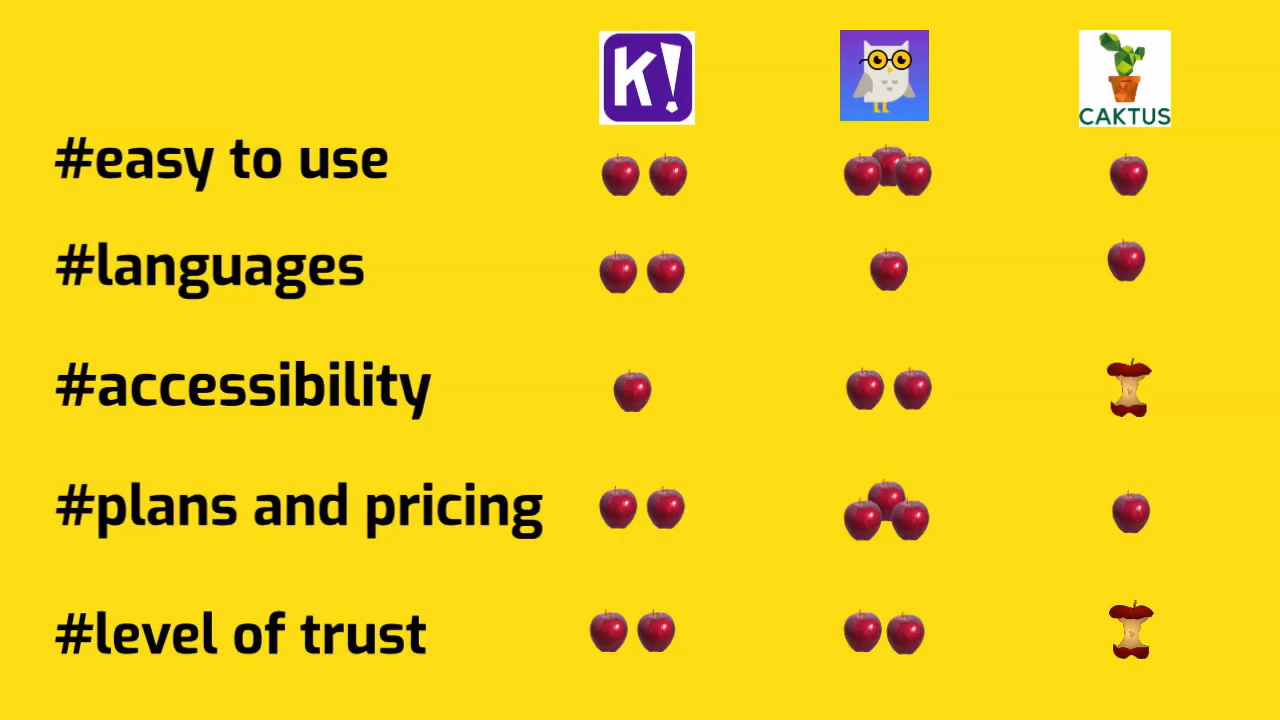 K!
CAKTUS
#easy to use
#languages
#accessibility
#plans and pricing
#level of trust